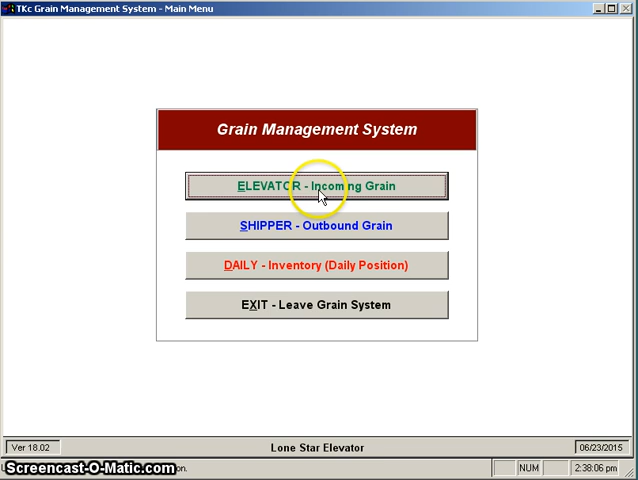 TKc Grain Management System - Main Menu
Grain Management System
ELEVATOR - Incoming Grain
SHIPPER - Outbound Grain
DAILY - Inventory (Daily Position)
EXIT - Leave Grain System
Ver 18.02
Lone Star Elevator
06/23/2015
Screencast-O-Matic.com
NUM
2:38:06 pm